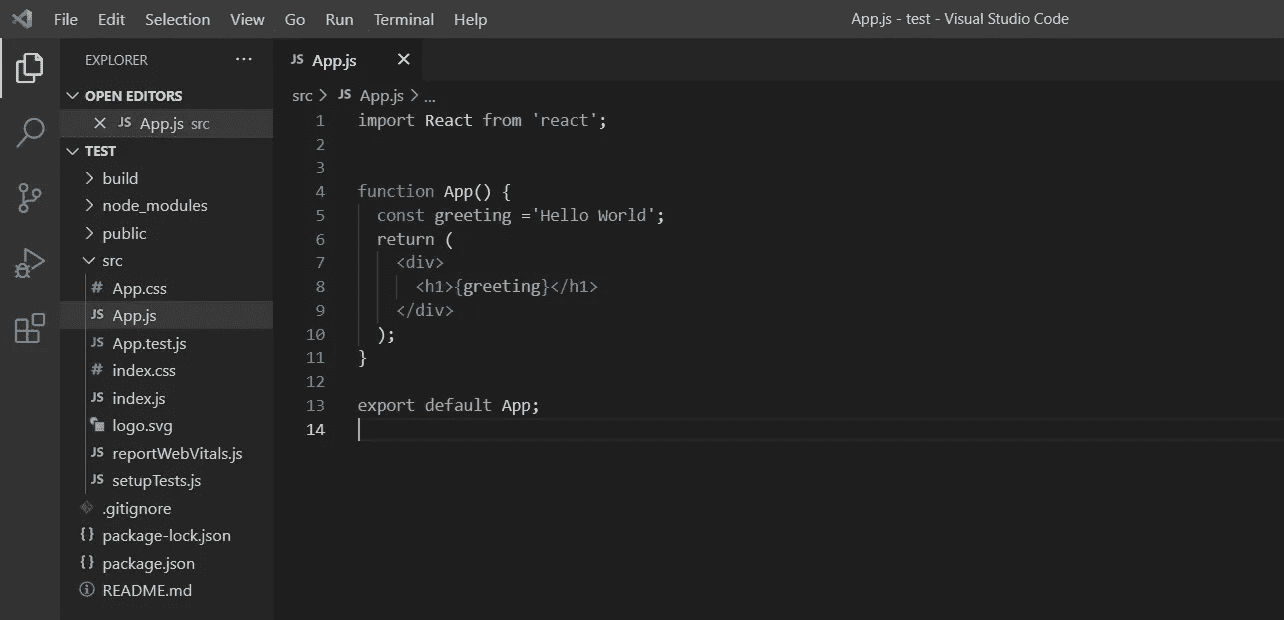 File Edit Selection View Go Run Terminal Help
App.js - test - Visual Studio Code
EXPLORER ...
OPEN EDITORS
JS App.js src
TEST
build
node_modules
public
src
# App.css
JS App.js
JS App.test.js
# index.css
JS index.js
logo.svg
JS reportWebVitals.js
JS setupTests.js
.gitignore
{} package-lock.json
{} package.json
README.md
JS App.js
src > JS App.js > ...
1 import React from 'react';
2
3
4 function App() {
5 const greeting ='Hello World';
6 return (
7 <div>
8 <h1>{greeting}</h1>
9 </div>
10 );
11 }
12
13 export default App;
14